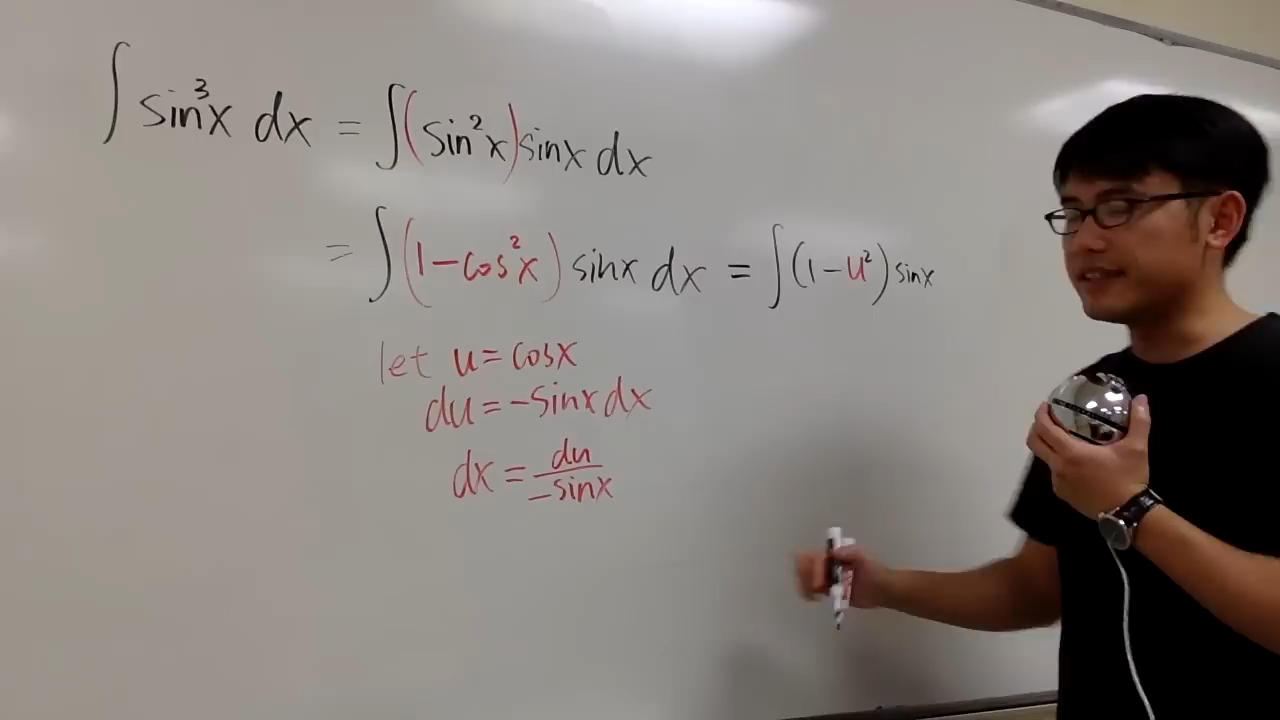 ∫ sin³x dx = ∫(sin²x)sinx dx
= ∫(1-cos²x) sinx dx = ∫(1-u²) sinx
let u=cosx
du=-sinx dx
dx = du/-sinx